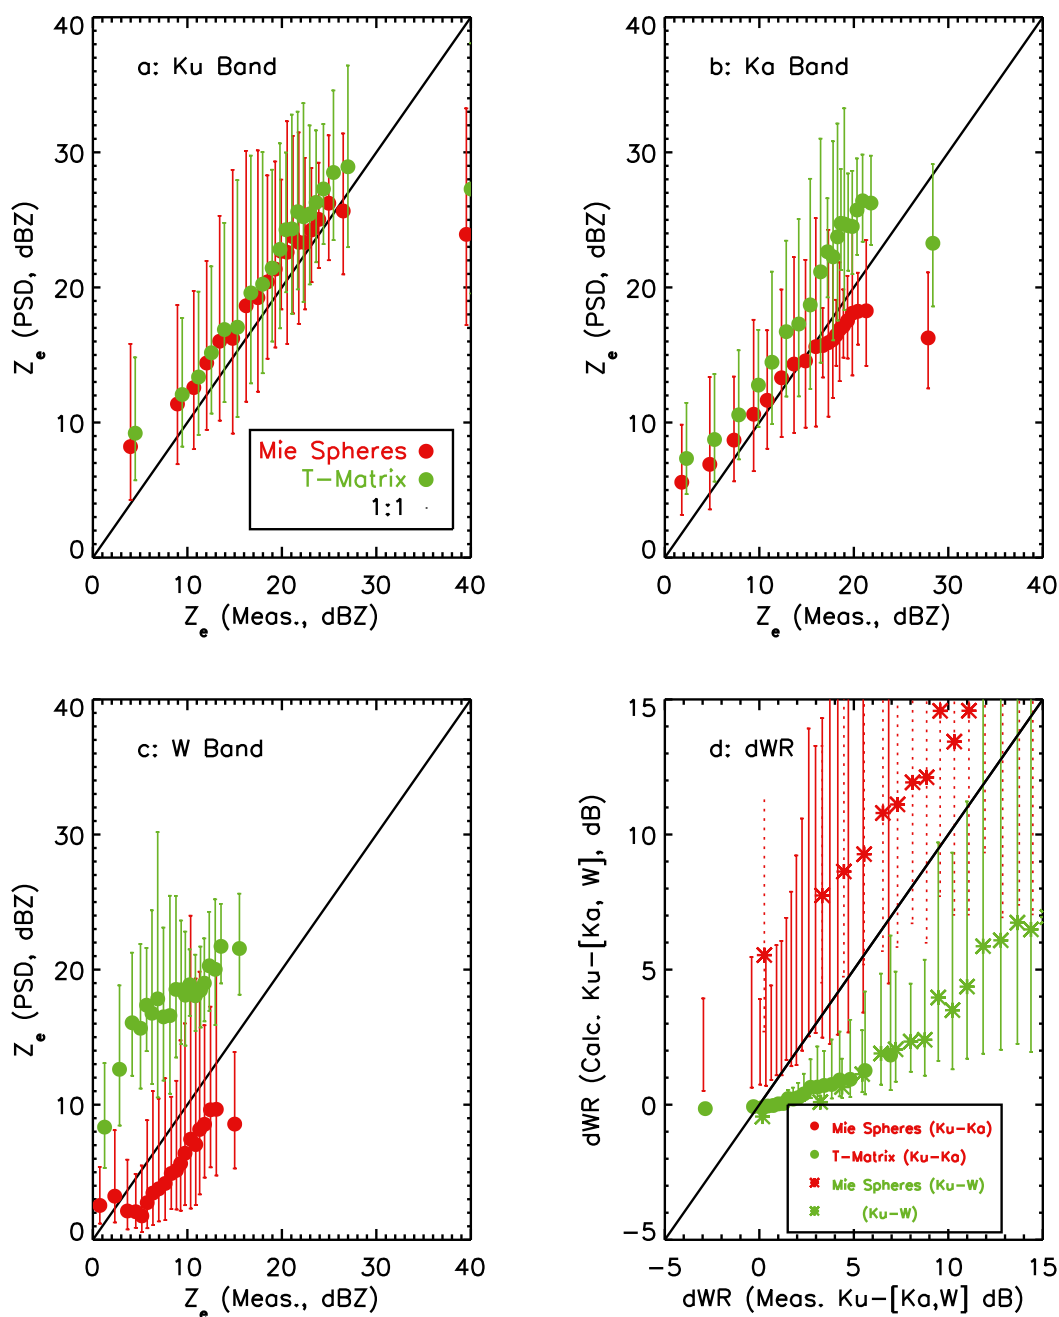 a: Ku Band
40
30
20
10
0
Z_e (PSD, dBZ)
Mie Spheres
T-Matrix
1:1
0 10 20 30 40
Z_e (Meas., dBZ)
b: Ka Band
40
30
20
10
0
Z_e (PSD, dBZ)
0 10 20 30 40
Z_e (Meas., dBZ)
c: W Band
40
30
20
10
0
Z_e (PSD, dBZ)
0 10 20 30 40
Z_e (Meas., dBZ)
d: dWR
15
10
5
0
-5
dWR (Calc. Ku-[Ka, W], dB)
Mie Spheres (Ku-Ka)
T-Matrix (Ku-Ka)
Mie Spheres (Ku-W)
(Ku-W)
-5 0 5 10 15
dWR (Meas. Ku-[Ka,W] dB)